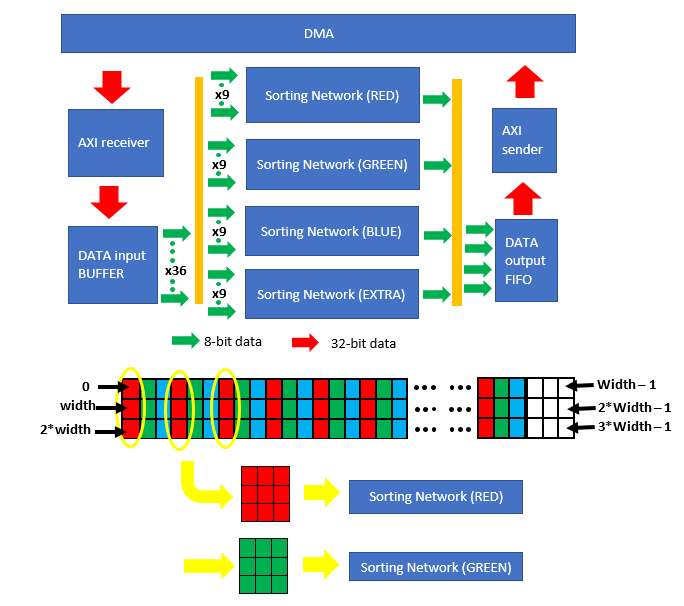 DMA
AXI receiver
DATA input
BUFFER
x36
x9
x9
x9
x9
Sorting Network (RED)
Sorting Network (GREEN)
Sorting Network (BLUE)
Sorting Network (EXTRA)
AXI
sender
DATA
output
FIFO
8-bit data
32-bit data
0
width
2*width
Width−1
2*Width−1
3*Width−1
Sorting Network (RED)
Sorting Network (GREEN)